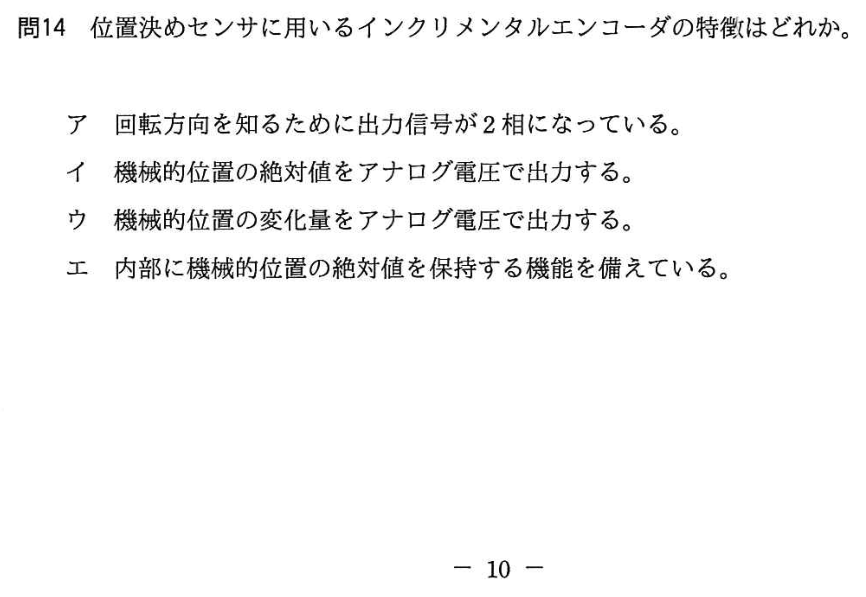 問14 位置決めセンサに用いるインクリメンタルエンコーダの特徴はどれか。
ア 回転方向を知るために出力信号が2相になっている。
イ 機械的位置の絶対値をアナログ電圧で出力する。
ウ 機械的位置の変化量をアナログ電圧で出力する。
エ 内部に機械的位置の絶対値を保持する機能を備えている。
− 10 −